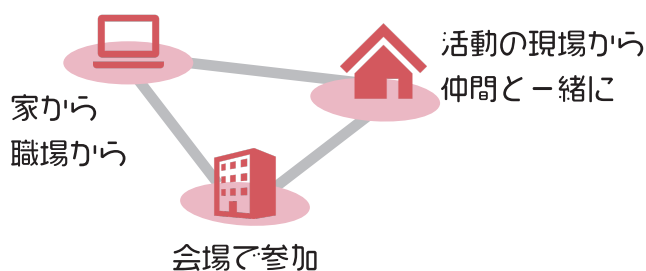 家から
職場から
活動の現場から
仲間と一緒に
会場で参加